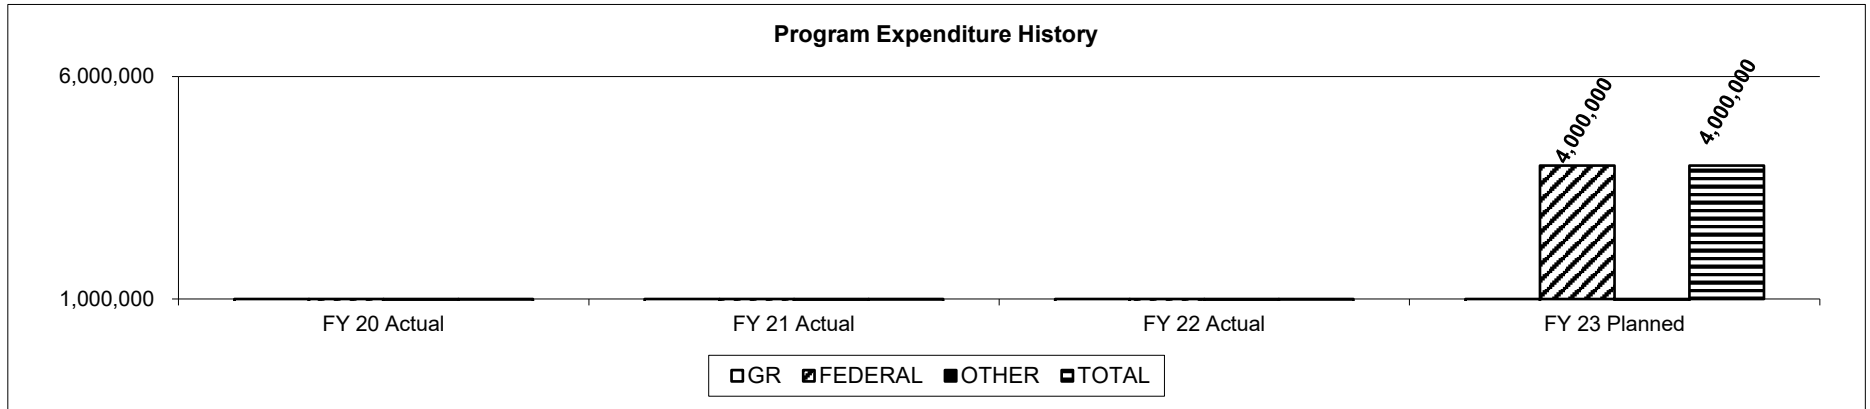 Program Expenditure History
6,000,000
4,000,000
4,000,000
1,000,000
FY 20 Actual
FY 21 Actual
FY 22 Actual
FY 23 Planned
GR FEDERAL OTHER TOTAL